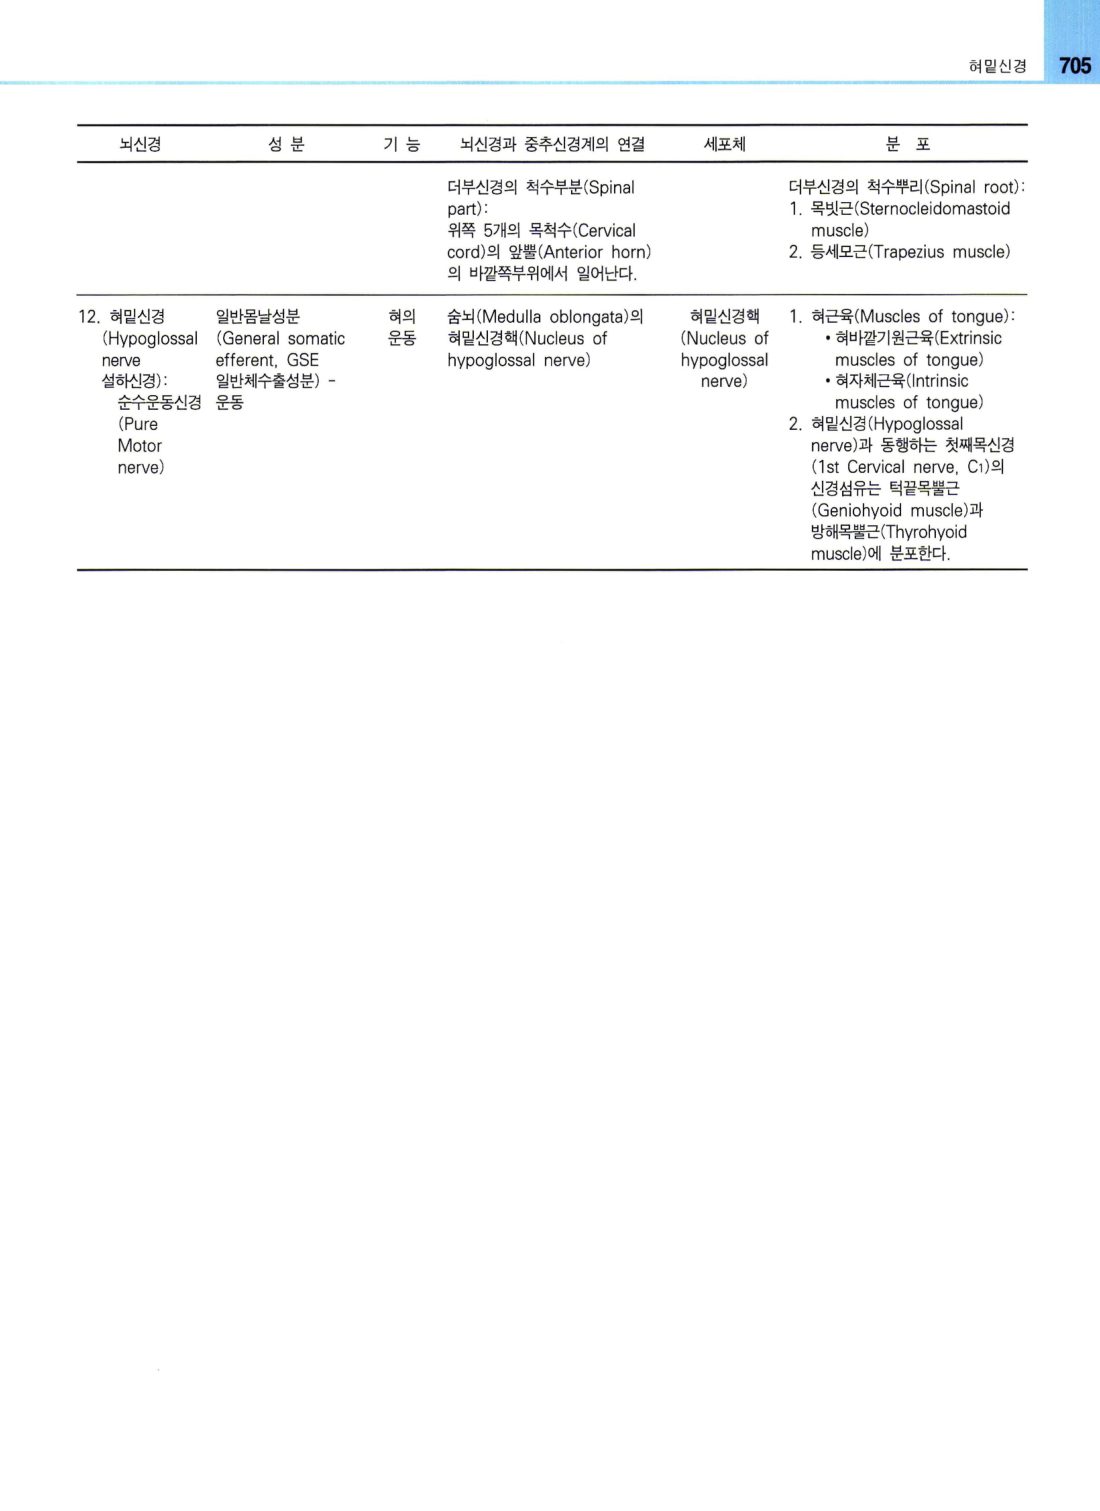 혀밑신경 705
뇌신경 성 분 기 능 뇌신경과 중추신경계의 연결 세포체 분 포
더부신경의 척수부분(Spinal
part):
위쪽 5개의 목척수(Cervical
cord)의 앞뿔(Anterior horn)
의 바깥쪽부위에서 일어난다.
더부신경의 척수뿌리(Spinal root):
1. 목빗근(Sternocleidomastoid
muscle)
2. 등세모근(Trapezius muscle)
12. 혀밑신경
(Hypoglossal
nerve
설하신경):
순수운동신경
(Pure
Motor
nerve)
일반몸날성분
(General somatic
efferent, GSE
일반체수출성분) -
운동
혀의
운동
숨뇌(Medulla oblongata)의
혀밑신경핵(Nucleus of
hypoglossal nerve)
혀밑신경핵
(Nucleus of
hypoglossal
nerve)
1. 혀근육(Muscles of tongue):
• 혀바깥기원근육(Extrinsic
muscles of tongue)
• 혀자체근육(Intrinsic
muscles of tongue)
2. 혀밑신경(Hypoglossal
nerve)과 동행하는 첫째목신경
(1st Cervical nerve, C1)의
신경섬유는 턱끝목뿔근
(Geniohyoid muscle)과
방해목뿔근(Thyrohyoid
muscle)에 분포한다.